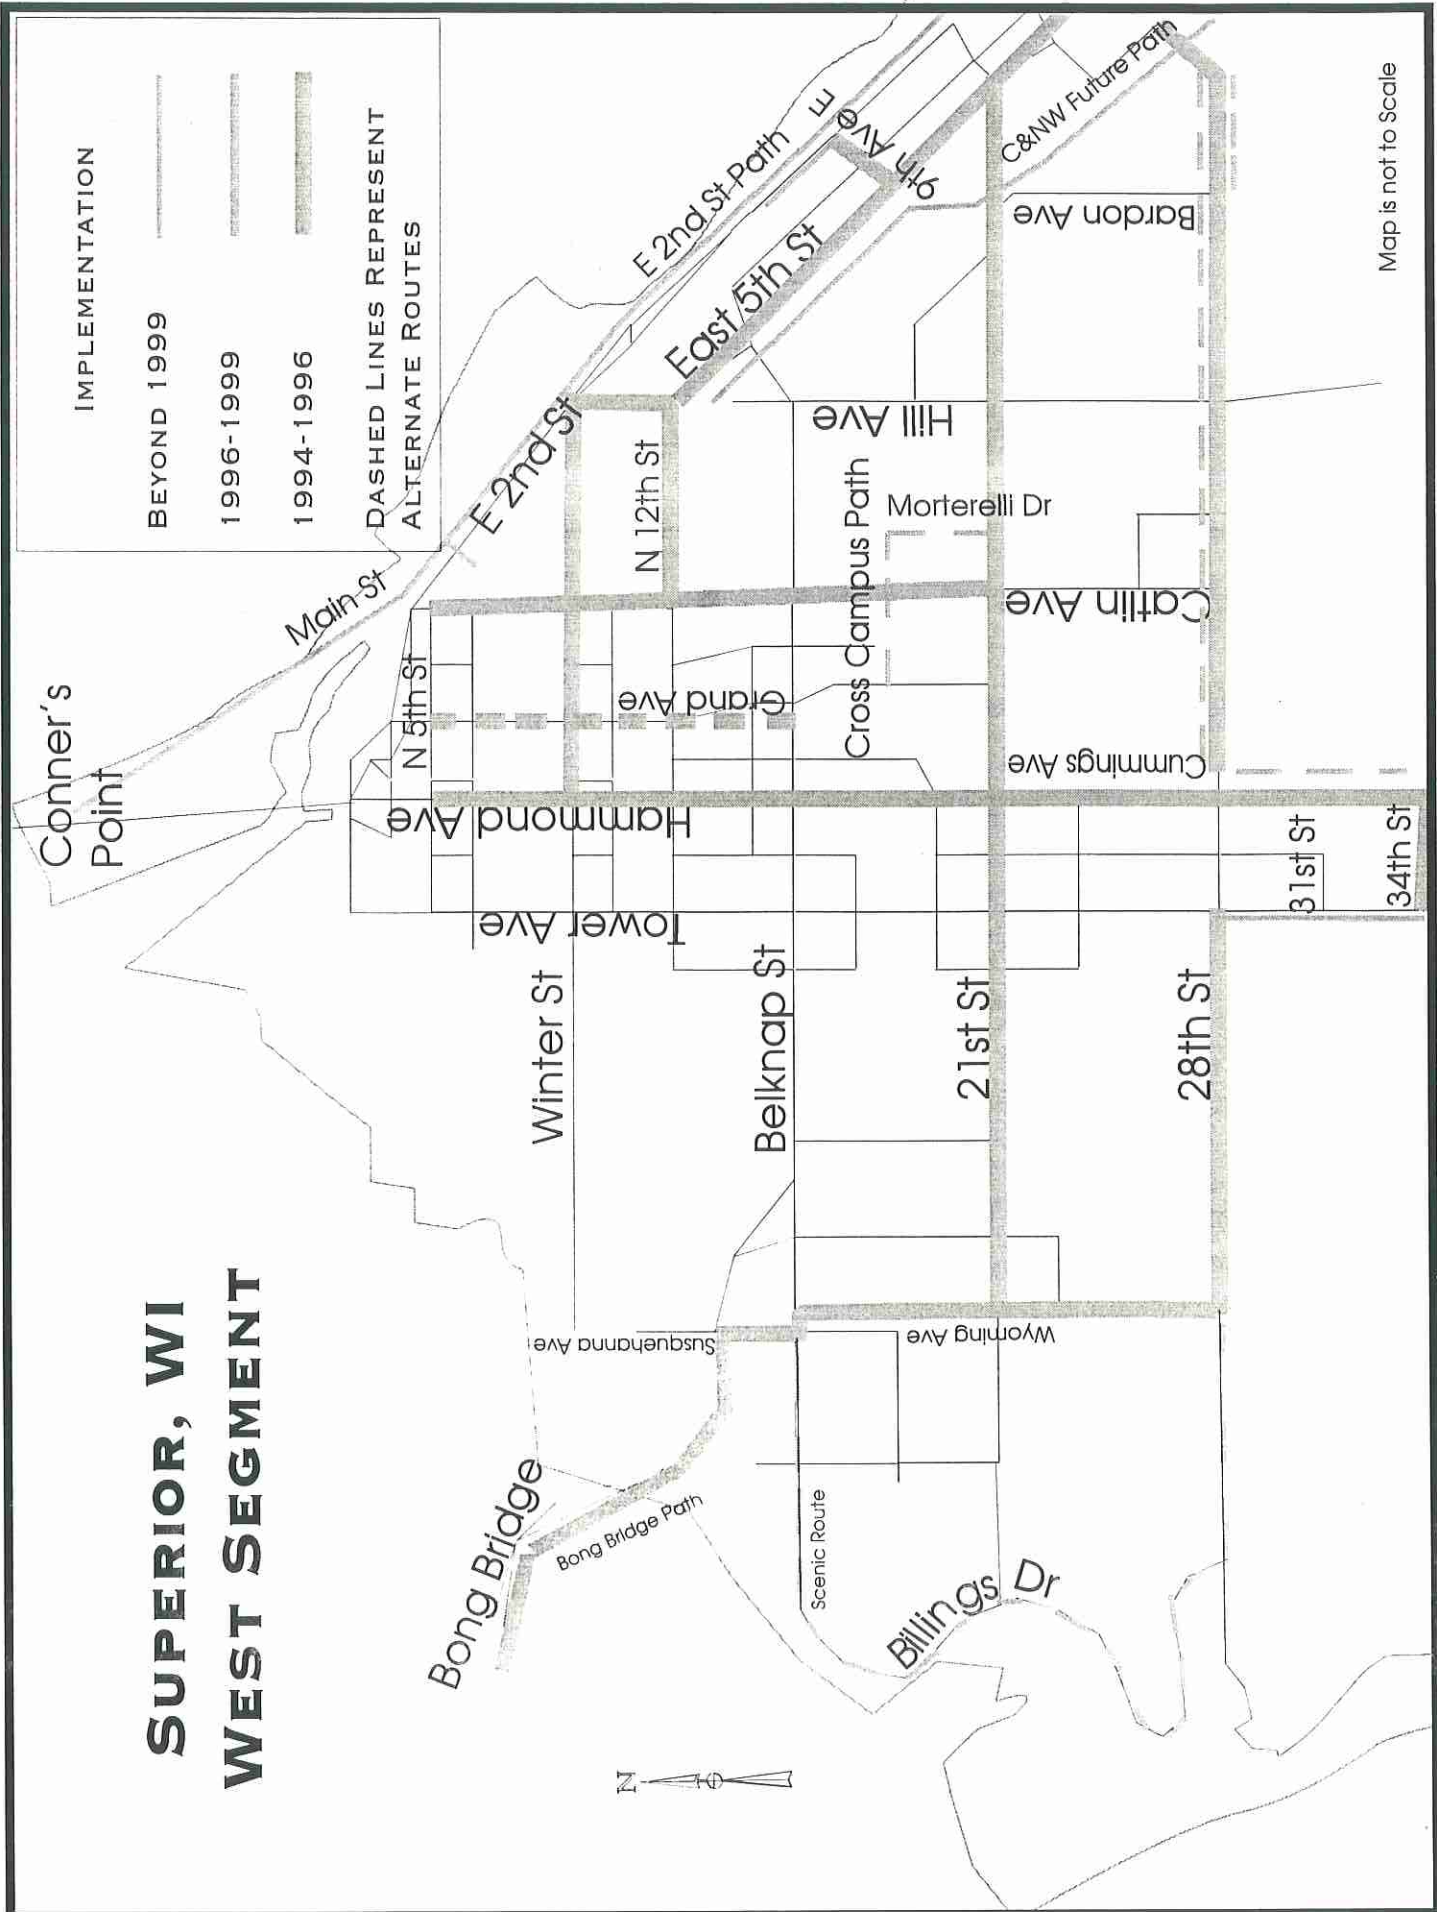 SUPERIOR, WI
WEST SEGMENT
IMPLEMENTATION
BEYOND 1999
1996-1999
1994-1996
DASHED LINES REPRESENT
ALTERNATE ROUTES
Conner's
Point
Main St
E 2nd St
E 2nd St Path
East 5th St
9th Ave E
C&NW Future Path
N 5th St
N 12th St
Hammond Ave
Tower Ave
Grand Ave
Winter St
Belknap St
Cross Campus Path
Morterelli Dr
Hill Ave
Bardon Ave
Catlin Ave
Cummings Ave
21st St
28th St
31st St
34th St
Susquehanna Ave
Wyoming Ave
Bong Bridge
Bong Bridge Path
Scenic Route
Billings Dr
N
Map is not to Scale